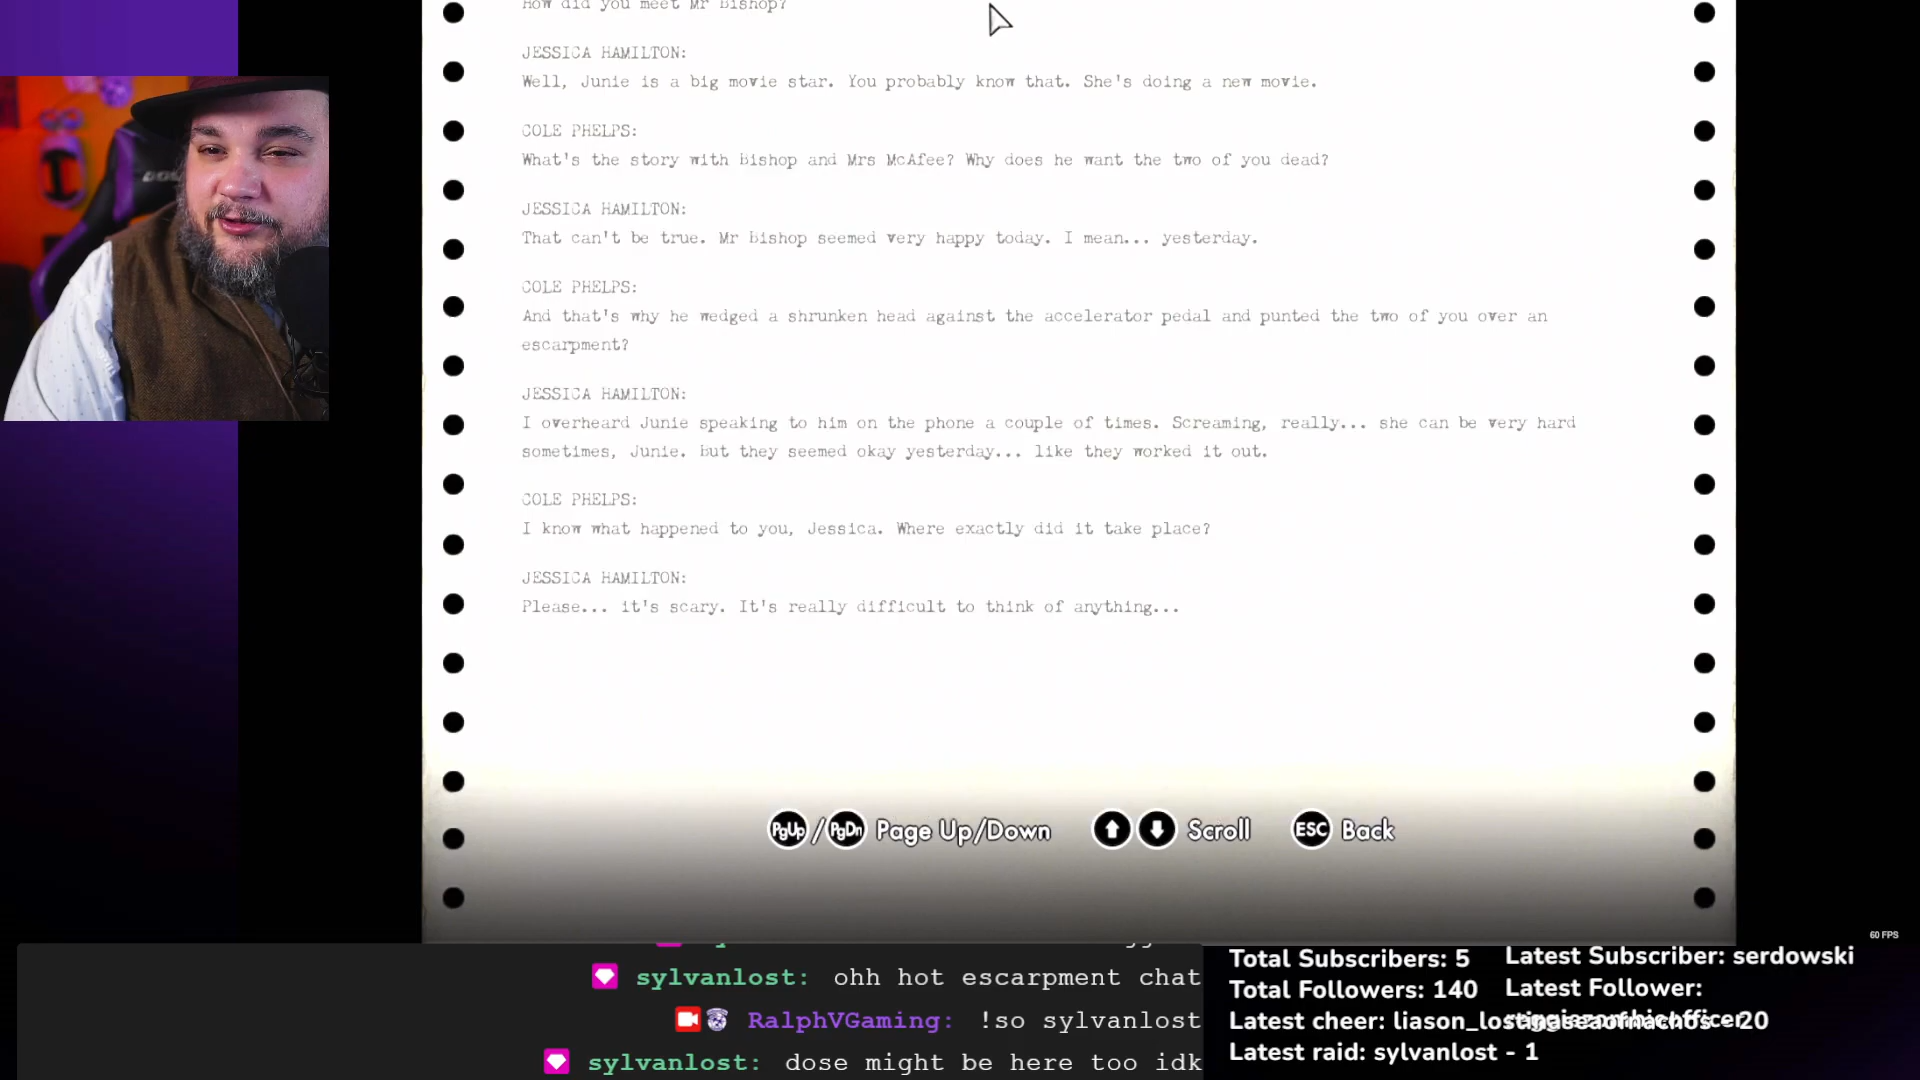 How did you meet Mr Bishop?
JESSICA HAMILTON:
Well, Junie is a big movie star. You probably know that. She's doing a new movie.
COLE PHELPS:
What's the story with Bishop and Mrs McAfee? Why does he want the two of you dead?
JESSICA HAMILTON:
That can't be true. Mr Bishop seemed very happy today. I mean... yesterday.
COLE PHELPS:
And that's why he wedged a shrunken head against the accelerator pedal and punted the two of you over an
escarpment?
JESSICA HAMILTON:
I overheard Junie speaking to him on the phone a couple of times. Screaming, really... she can be very hard
sometimes, Junie. But they seemed okay yesterday... like they worked it out.
COLE PHELPS:
I know what happened to you, Jessica. Where exactly did it take place?
JESSICA HAMILTON:
Please... it's scary. It's really difficult to think of anything...
PgUp / PgDn Page Up/Down Scroll ESC Back
60 FPS
sylvanlost: ohh hot escarpment chat
RalphVGaming: !so sylvanlost
sylvanlost: dose might be here too idk
Total Subscribers: 5
Total Followers: 140
Latest cheer: - 20
Latest raid: sylvanlost - 1
Latest Subscriber: serdowski
Latest Follower: